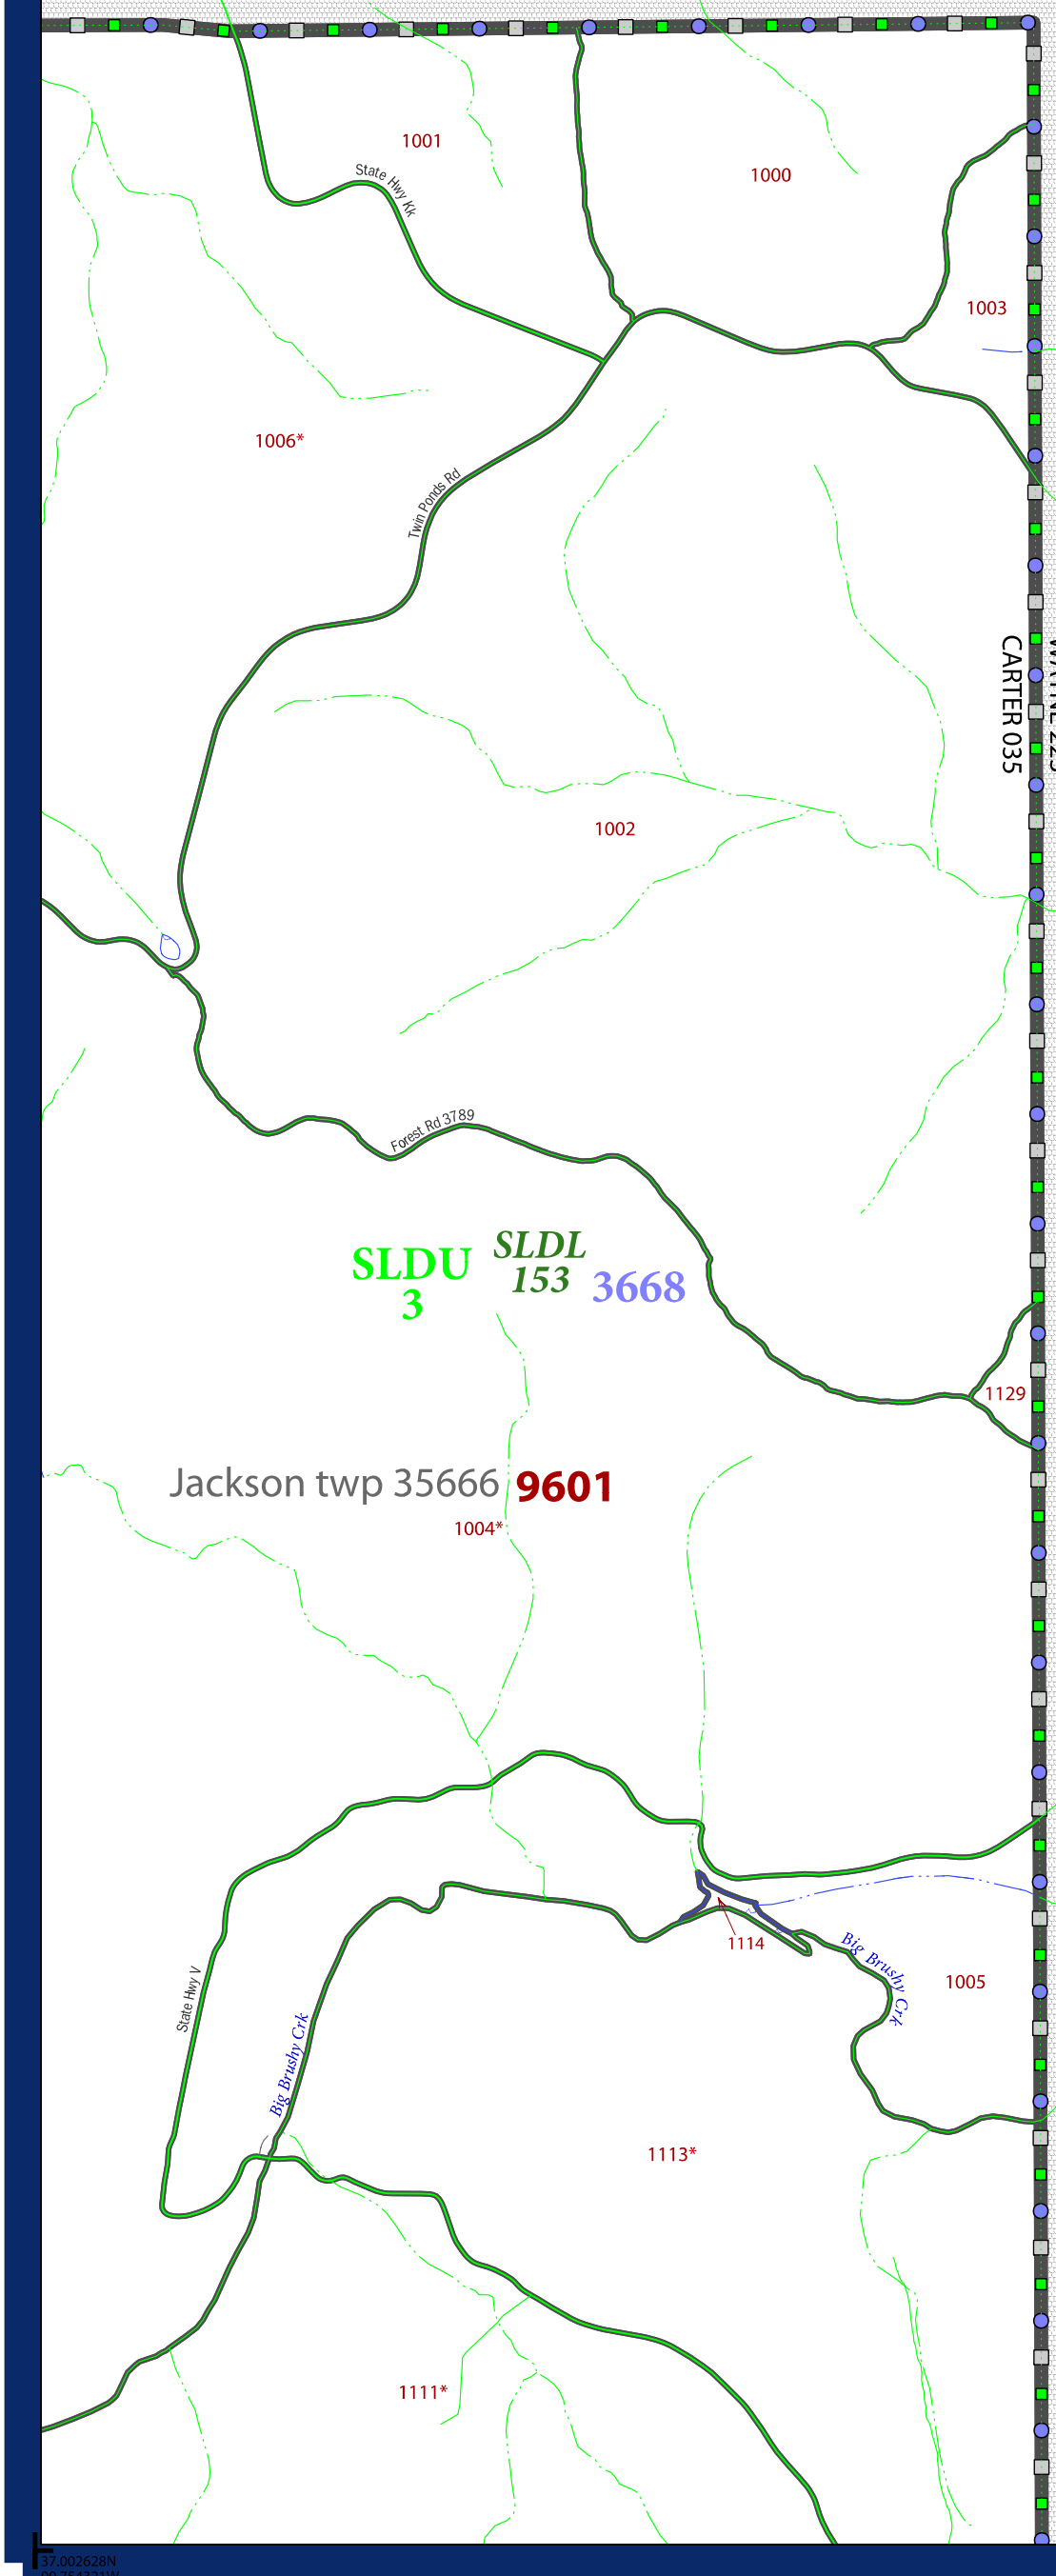 1001
1000
State Hwy Kk
1003
1006*
Twin Ponds Rd
CARTER 035
1002
Forest Rd 3789
SLDU
3
SLDL
153
3668
1129
Jackson twp 35666
9601
1004*
1114
Big Brushy Crk
1005
State Hwy V
Big Brushy Crk
1113*
1111*
37.002628N